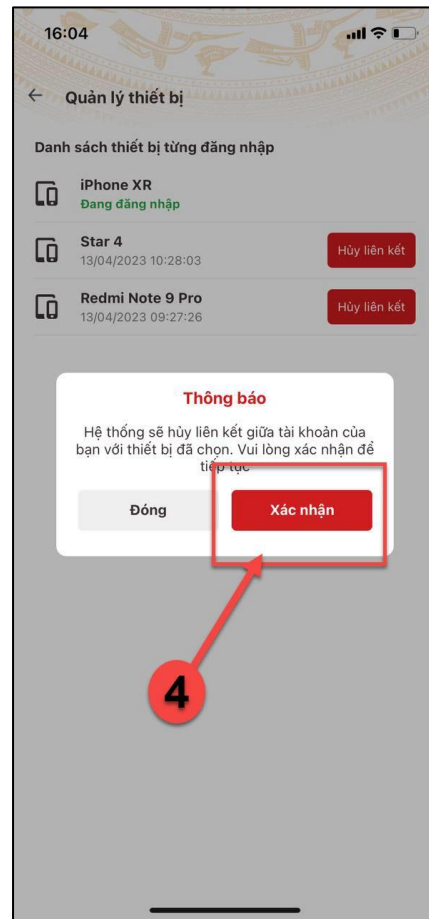 16:04
Quản lý thiết bị
Danh sách thiết bị từng đăng nhập
iPhone XR
Đang đăng nhập
Star 4
13/04/2023 10:28:03
Hủy liên kết
Redmi Note 9 Pro
13/04/2023 09:27:26
Hủy liên kết
Thông báo
Hệ thống sẽ hủy liên kết giữa tài khoản của
bạn với thiết bị đã chọn. Vui lòng xác nhận để
tiếp tục
Đóng
Xác nhận
4